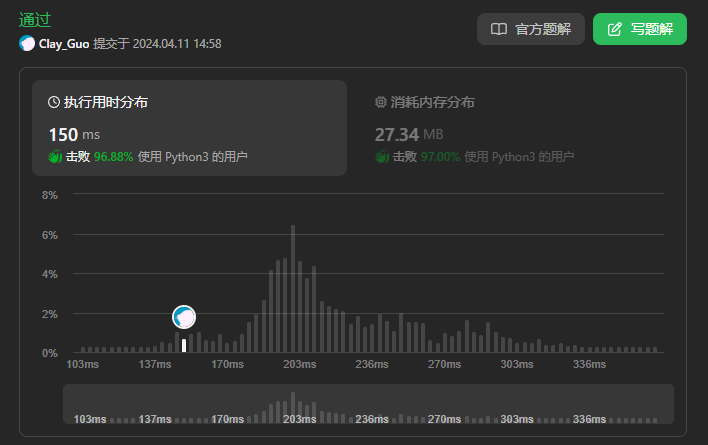 通过
Clay_Guo 提交于 2024.04.11 14:58
官方题解
写题解
执行用时分布
150 ms
击败 96.88% 使用 Python3 的用户
消耗内存分布
27.34 MB
击败 97.00% 使用 Python3 的用户
8%
6%
4%
2%
0%
103ms 137ms 170ms 203ms 236ms 270ms 303ms 336ms
103ms 137ms 170ms 203ms 236ms 270ms 303ms 336ms